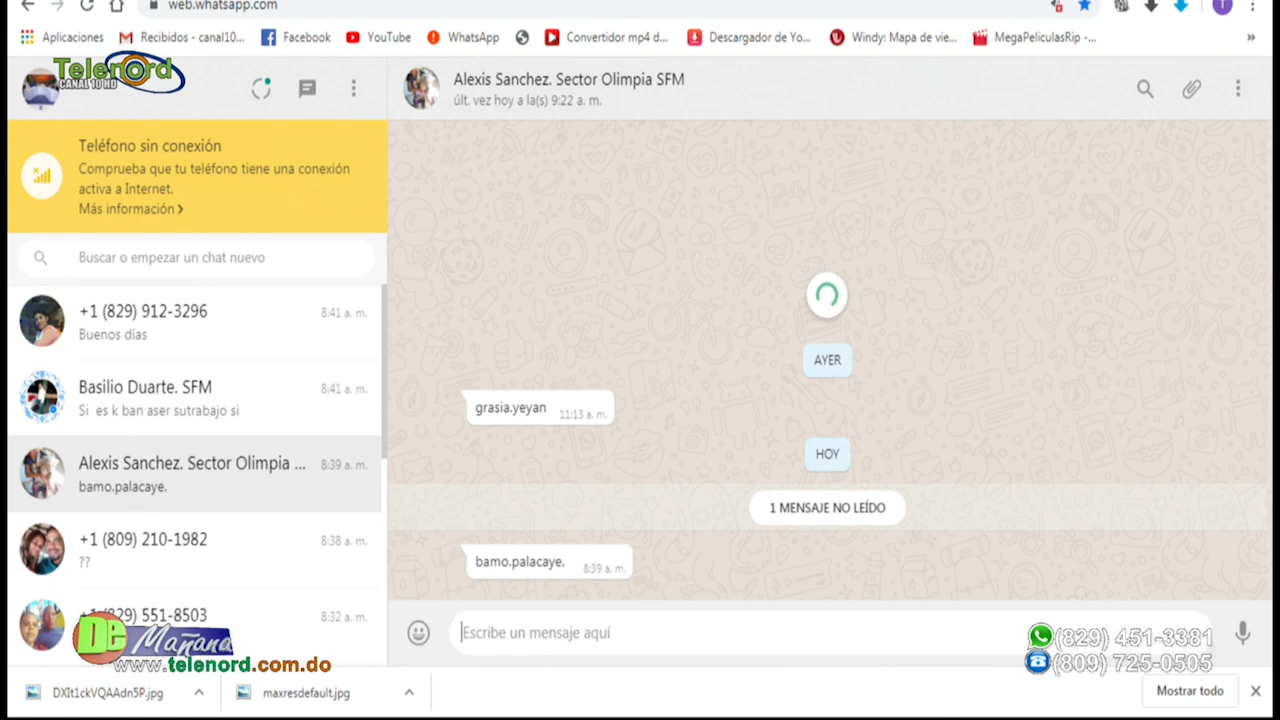 web.whatsapp.com
Aplicaciones
Recibidos - canal10...
Facebook
YouTube
WhatsApp
Convertidor mp4 d...
Descargador de Yo...
Windy: Mapa de vie...
MegaPeliculasRip -...
»
Telenord
CANAL 10 HD
Alexis Sanchez. Sector Olimpia SFM
últ. vez hoy a la(s) 9:22 a. m.
Teléfono sin conexión
Comprueba que tu teléfono tiene una conexión
activa a Internet.
Más información >
Buscar o empezar un chat nuevo
+1 (829) 912-3296 8:41 a. m.
Buenos días
Basilio Duarte. SFM 8:41 a. m.
Si es k ban aser sutrabajo si
Alexis Sanchez. Sector Olimpia ... 8:39 a. m.
bamo.palacaye.
+1 (809) 210-1982 8:38 a. m.
??
+1 (829) 551-8503 8:32 a. m.
AYER
grasia.yeyan 11:13 a. m.
HOY
1 MENSAJE NO LEÍDO
bamo.palacaye. 8:39 a. m.
Escribe un mensaje aquí
De Mañana
www.telenord.com.do
(829) 451-3381
(809) 725-0505
DXIt1ckVQAAdn5P.jpg
maxresdefault.jpg
Mostrar todo